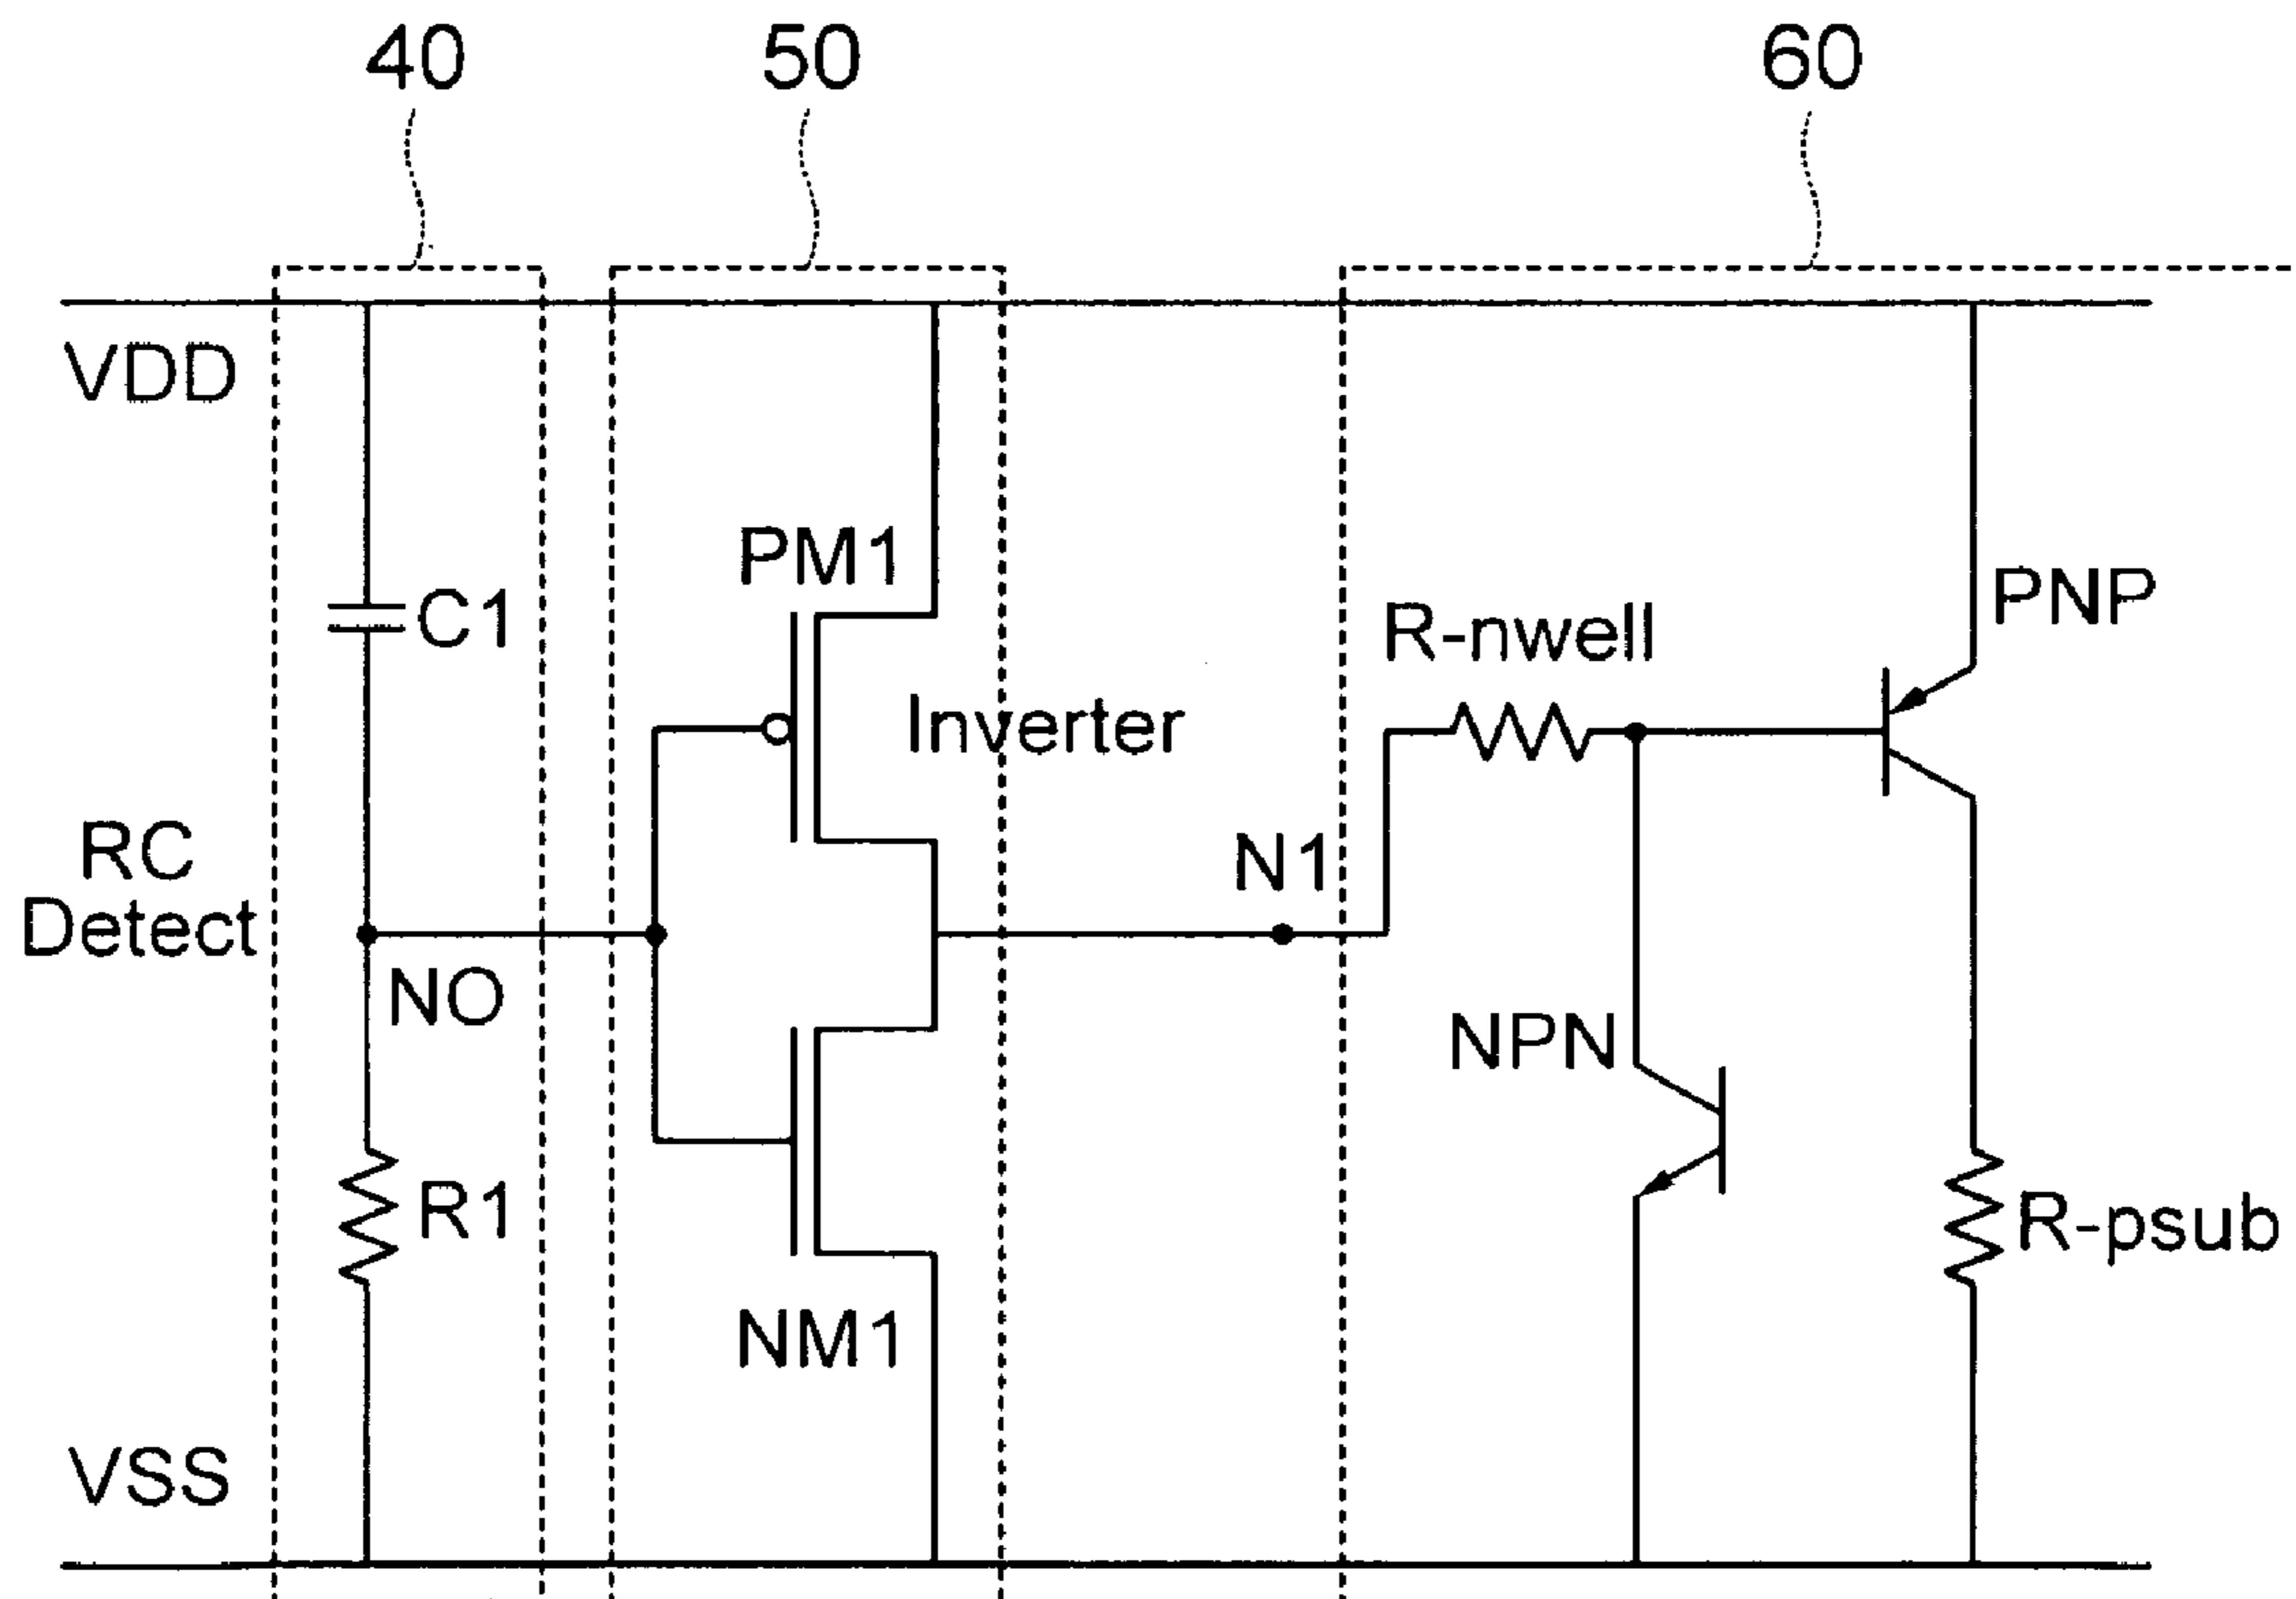 40
50
60
VDD
PM1
PNP
C1
R-nwell
Inverter
RC
Detect
N1
NO
NPN
R1
R-psub
NM1
VSS